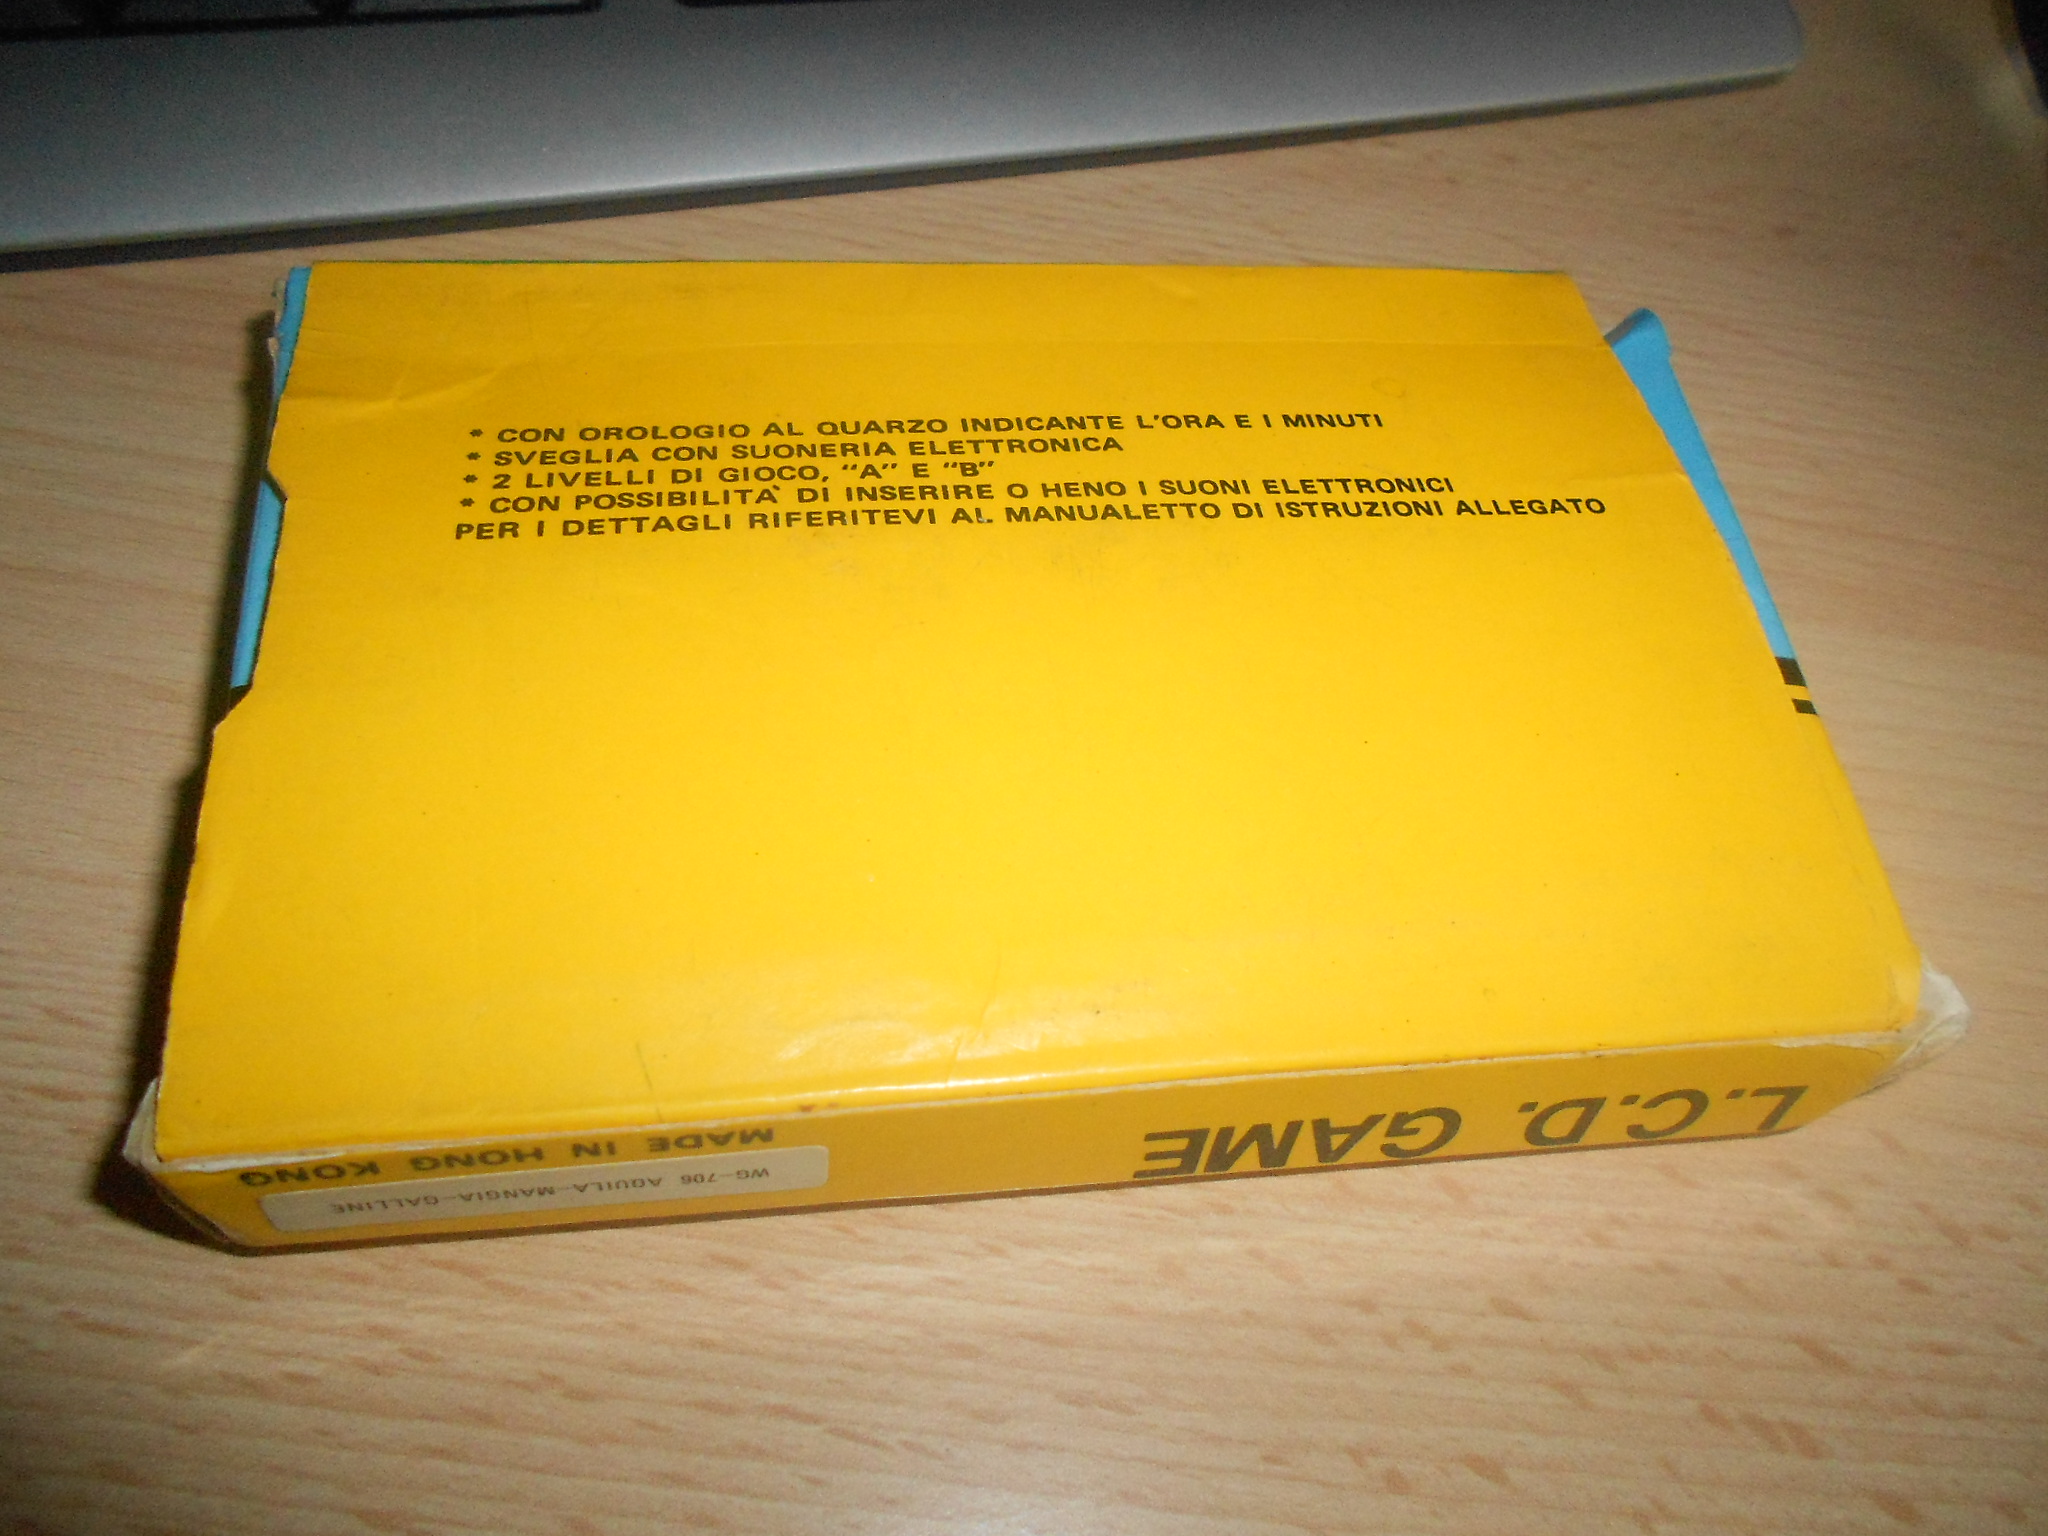 * CON OROLOGIO AL QUARZO INDICANTE L'ORA E I MINUTI
* SVEGLIA CON SUONERIA ELETTRONICA
* 2 LIVELLI DI GIOCO, "A" E "B"
* CON POSSIBILITA` DI INSERIRE O HENO I SUONI ELETTRONICI
PER I DETTAGLI RIFERITEVI AL MANUALETTO DI ISTRUZIONI ALLEGATO
L.C.D. GAME
MADE IN HONG KONG
WG-706 AQUILA-MANGIA-GALLINE